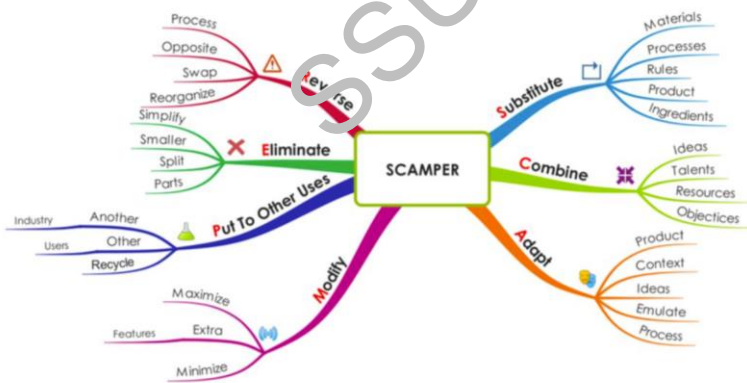 SCAMPER
Substitute
Materials
Processes
Rules
Product
Ingredients
Combine
Ideas
Talents
Resources
Objectices
Adapt
Product
Context
Ideas
Emulate
Process
Modify
Maximize
Extra
Features
Minimize
Put To Other Uses
Another
Industry
Other
Users
Recycle
Eliminate
Simplify
Smaller
Split
Parts
Reverse
Process
Opposite
Swap
Reorganize